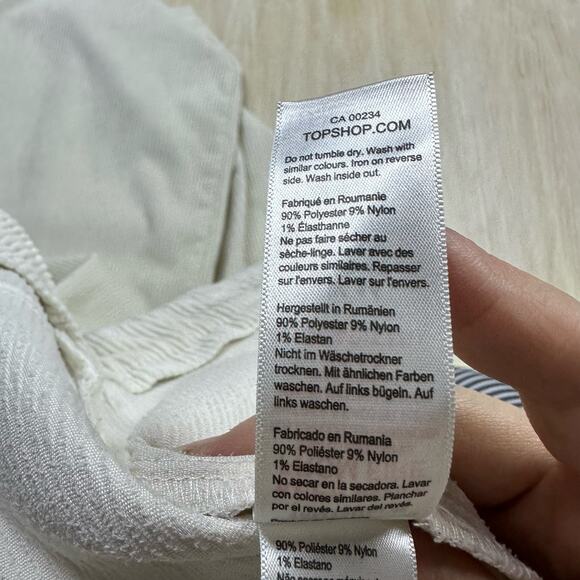 CA 00234
TOPSHOP.COM
Do not tumble dry. Wash with
similar colours. Iron on reverse
side. Wash inside out.
Fabriqué en Roumanie
90% Polyester 9% Nylon
1% Élasthanne
Ne pas faire sécher au
sèche-linge. Laver avec des
couleurs similaires. Repasser
sur l'envers. Laver sur l'envers.
Hergestellt in Rumänien
90% Polyester 9% Nylon
1% Elastan
Nicht im Wäschetrockner
trocknen. Mit ähnlichen Farben
waschen. Auf links bügeln. Auf
links waschen.
Fabricado en Rumania
90% Poliéster 9% Nylon
1% Elastano
No secar en la secadora. Lavar
con colores similares. Planchar
por el revés. Lavar del revés.
90% Poliéster 9% Nylon
1% Elastano